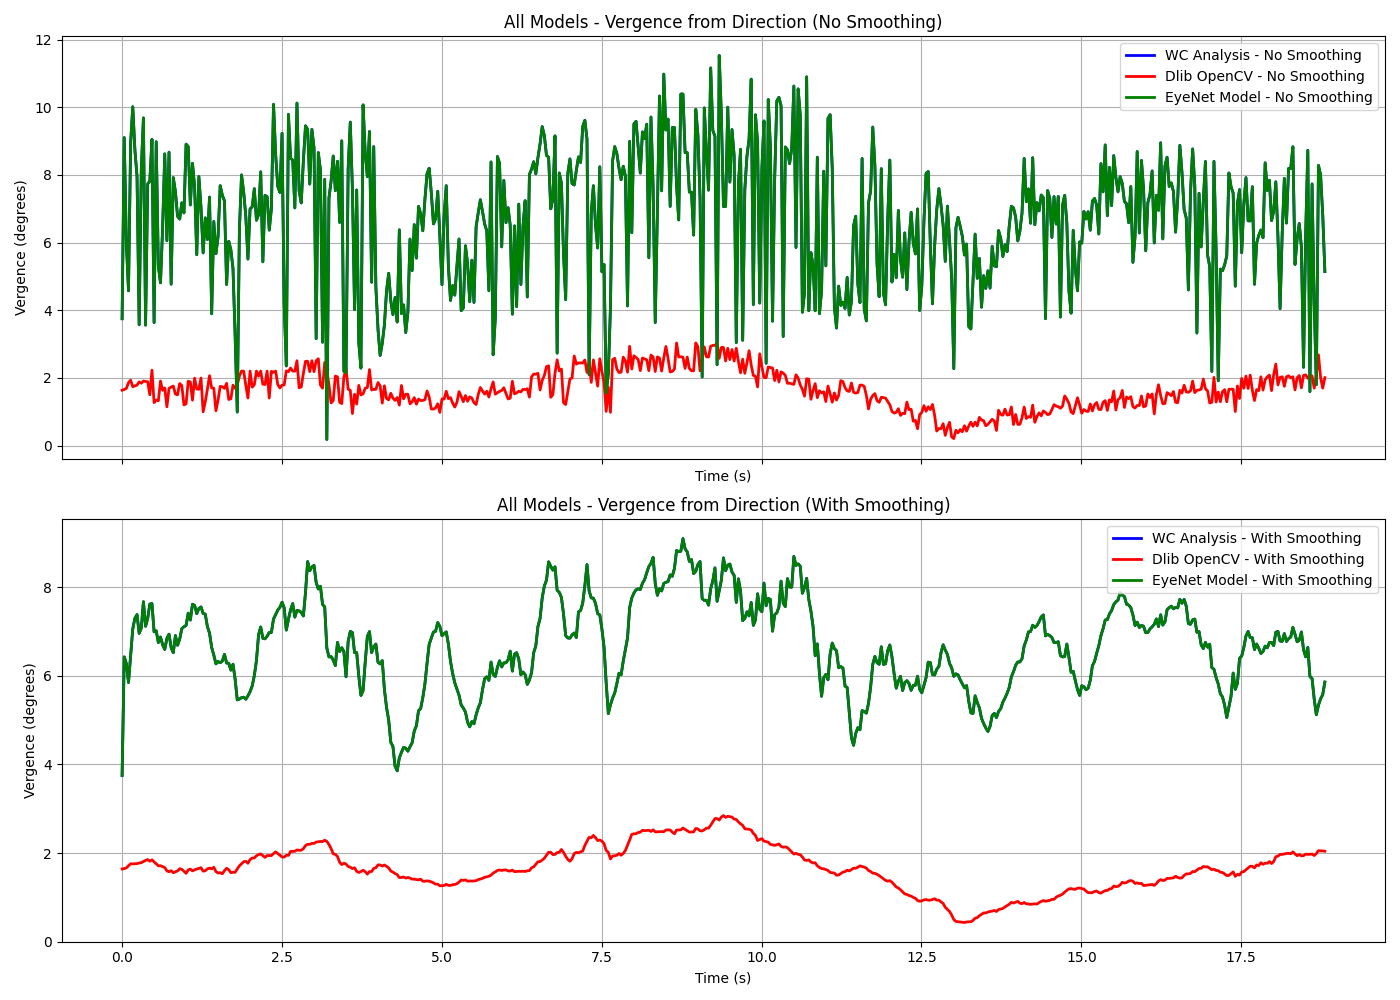 All Models - Vergence from Direction (No Smoothing)
12
10
8
6
4
2
0
Vergence (degrees)
WC Analysis - No Smoothing
Dlib OpenCV - No Smoothing
EyeNet Model - No Smoothing
Time (s)
All Models - Vergence from Direction (With Smoothing)
8
6
4
2
0
Vergence (degrees)
WC Analysis - With Smoothing
Dlib OpenCV - With Smoothing
EyeNet Model - With Smoothing
0.0 2.5 5.0 7.5 10.0 12.5 15.0 17.5
Time (s)